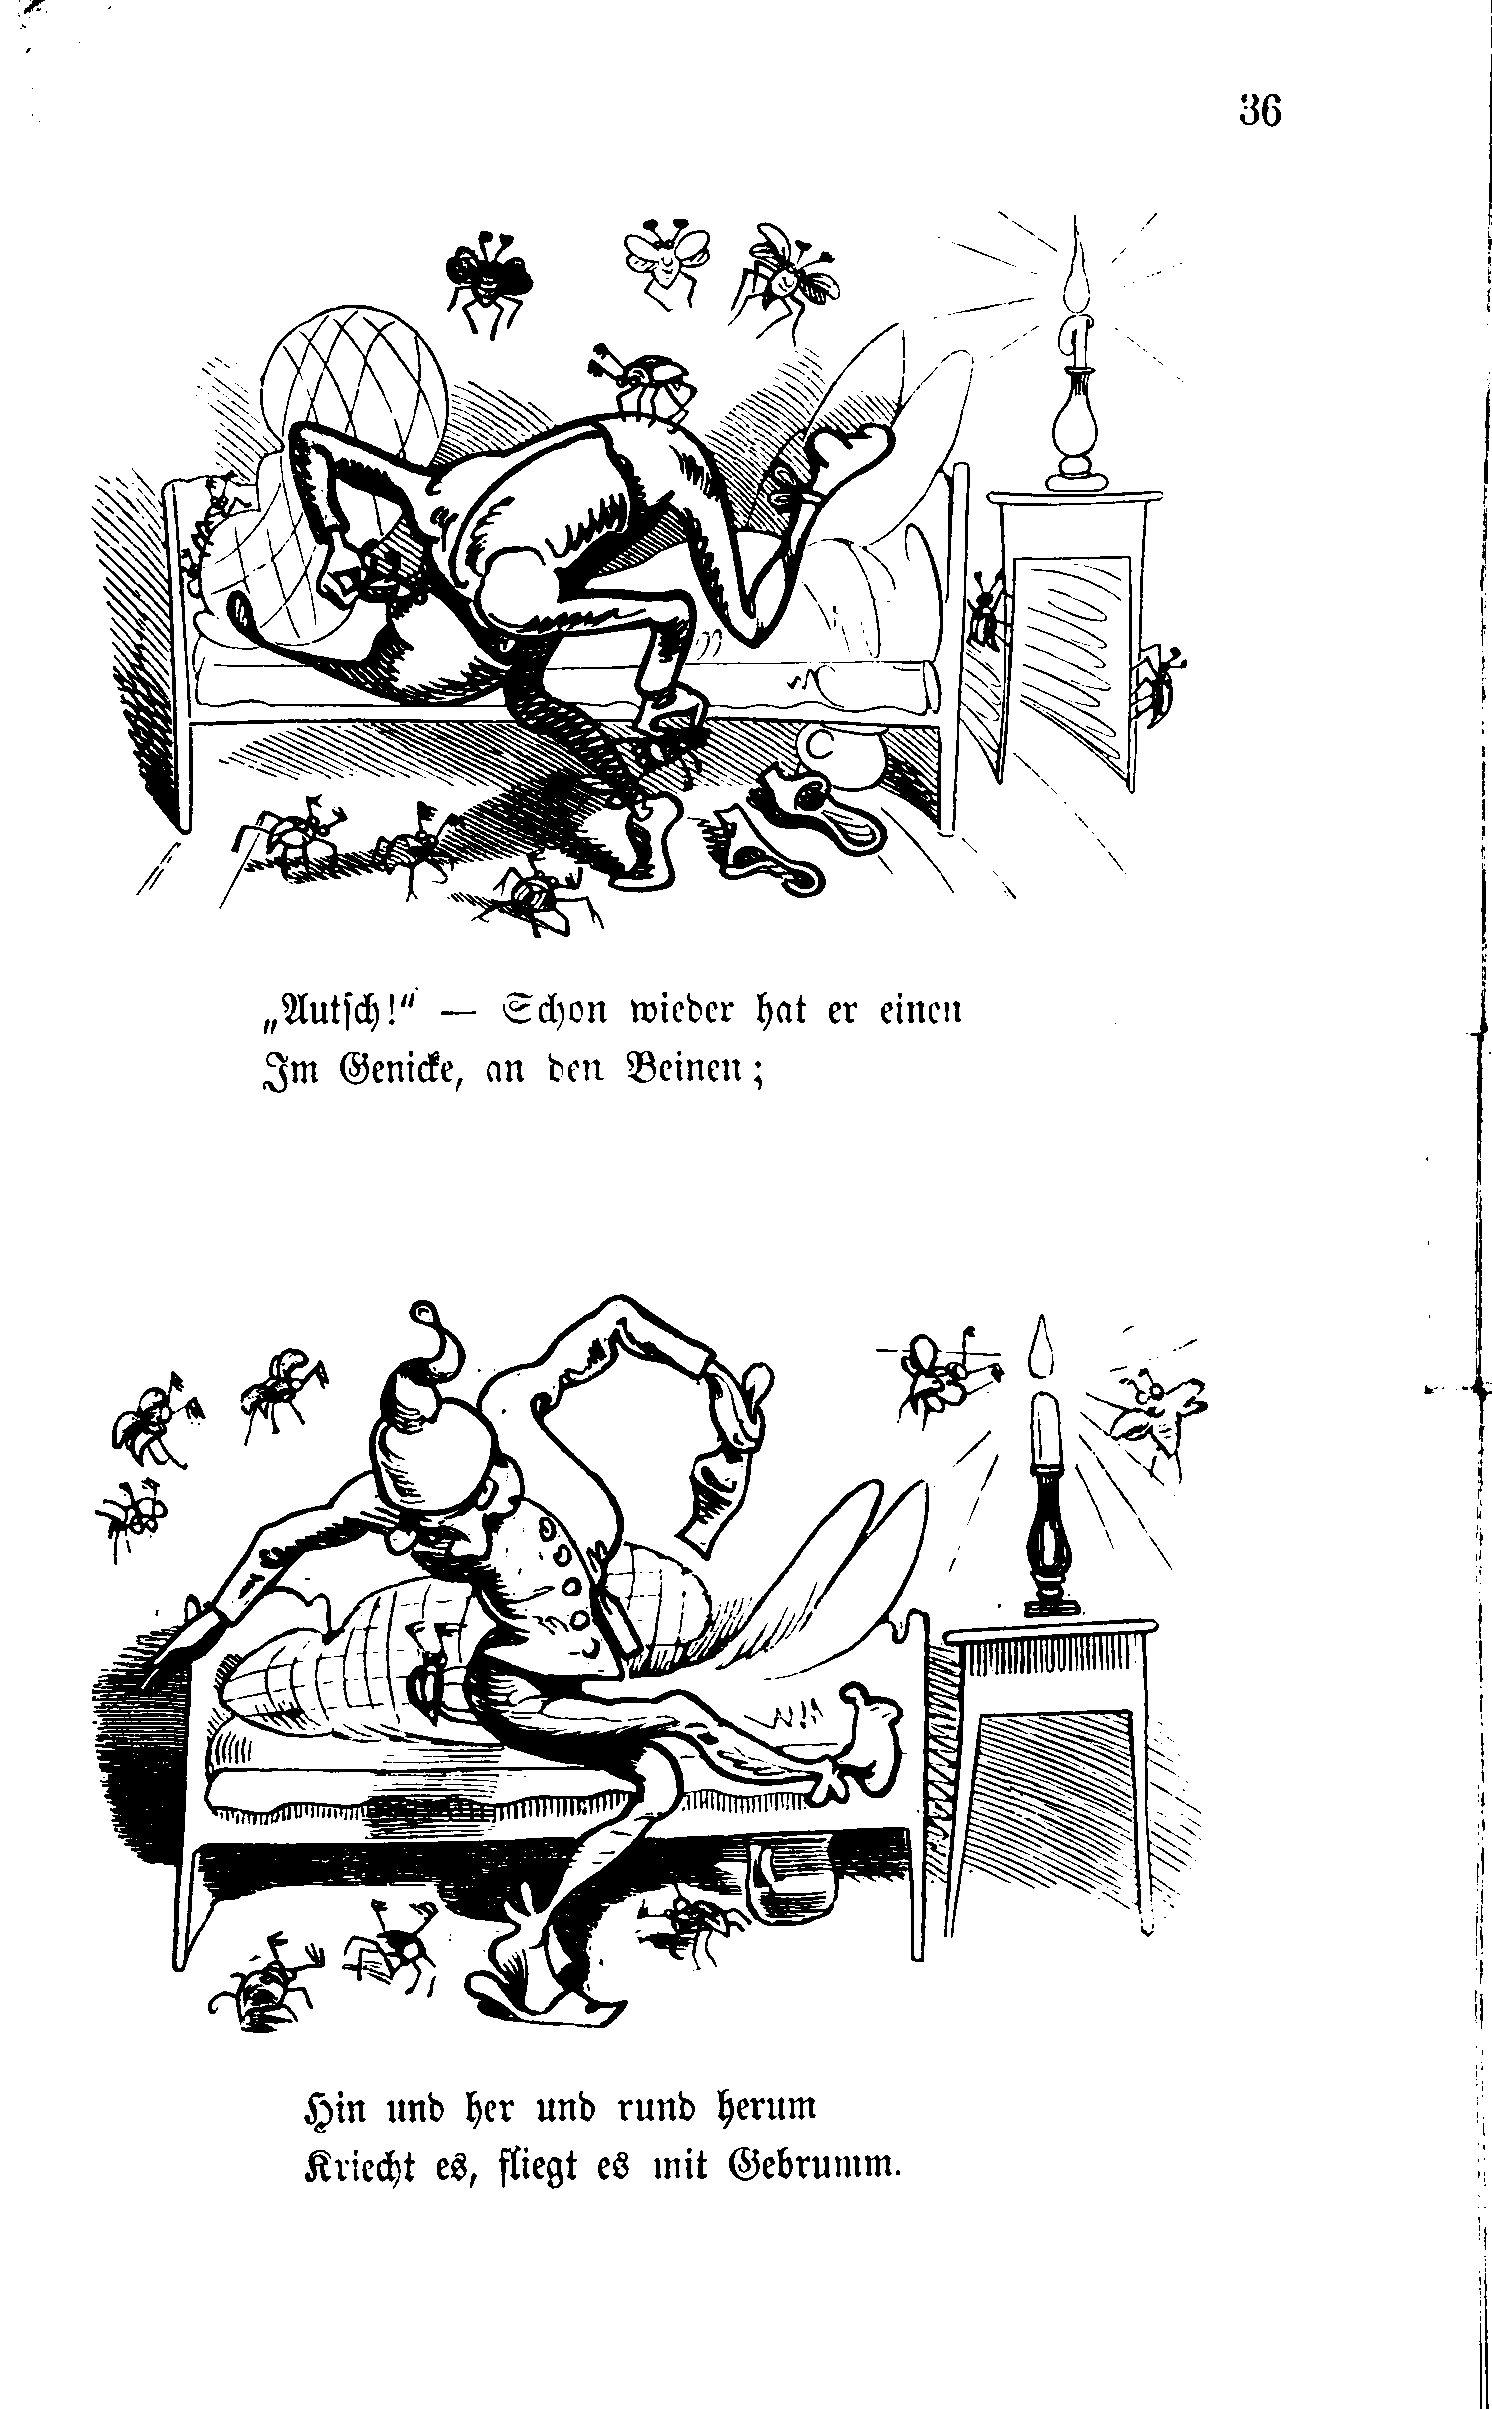 36
„Autsch!“ — Schon wieder hat er einen
Im Genicke, an den Beinen;
Hin und her und rund herum
Kriecht es, fliegt es mit Gebrumm.